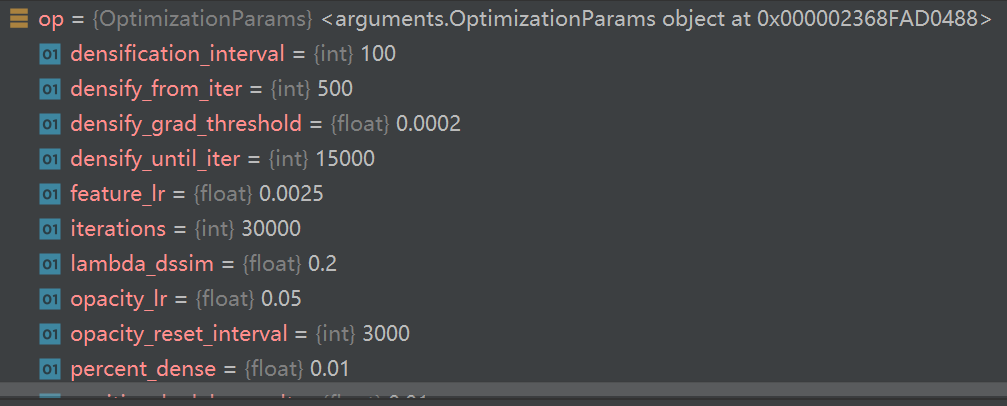 op = {OptimizationParams} <arguments.OptimizationParams object at 0x000002368FAD0488>
01 densification_interval = {int} 100
01 densify_from_iter = {int} 500
01 densify_grad_threshold = {float} 0.0002
01 densify_until_iter = {int} 15000
01 feature_lr = {float} 0.0025
01 iterations = {int} 30000
01 lambda_dssim = {float} 0.2
01 opacity_lr = {float} 0.05
01 opacity_reset_interval = {int} 3000
01 percent_dense = {float} 0.01